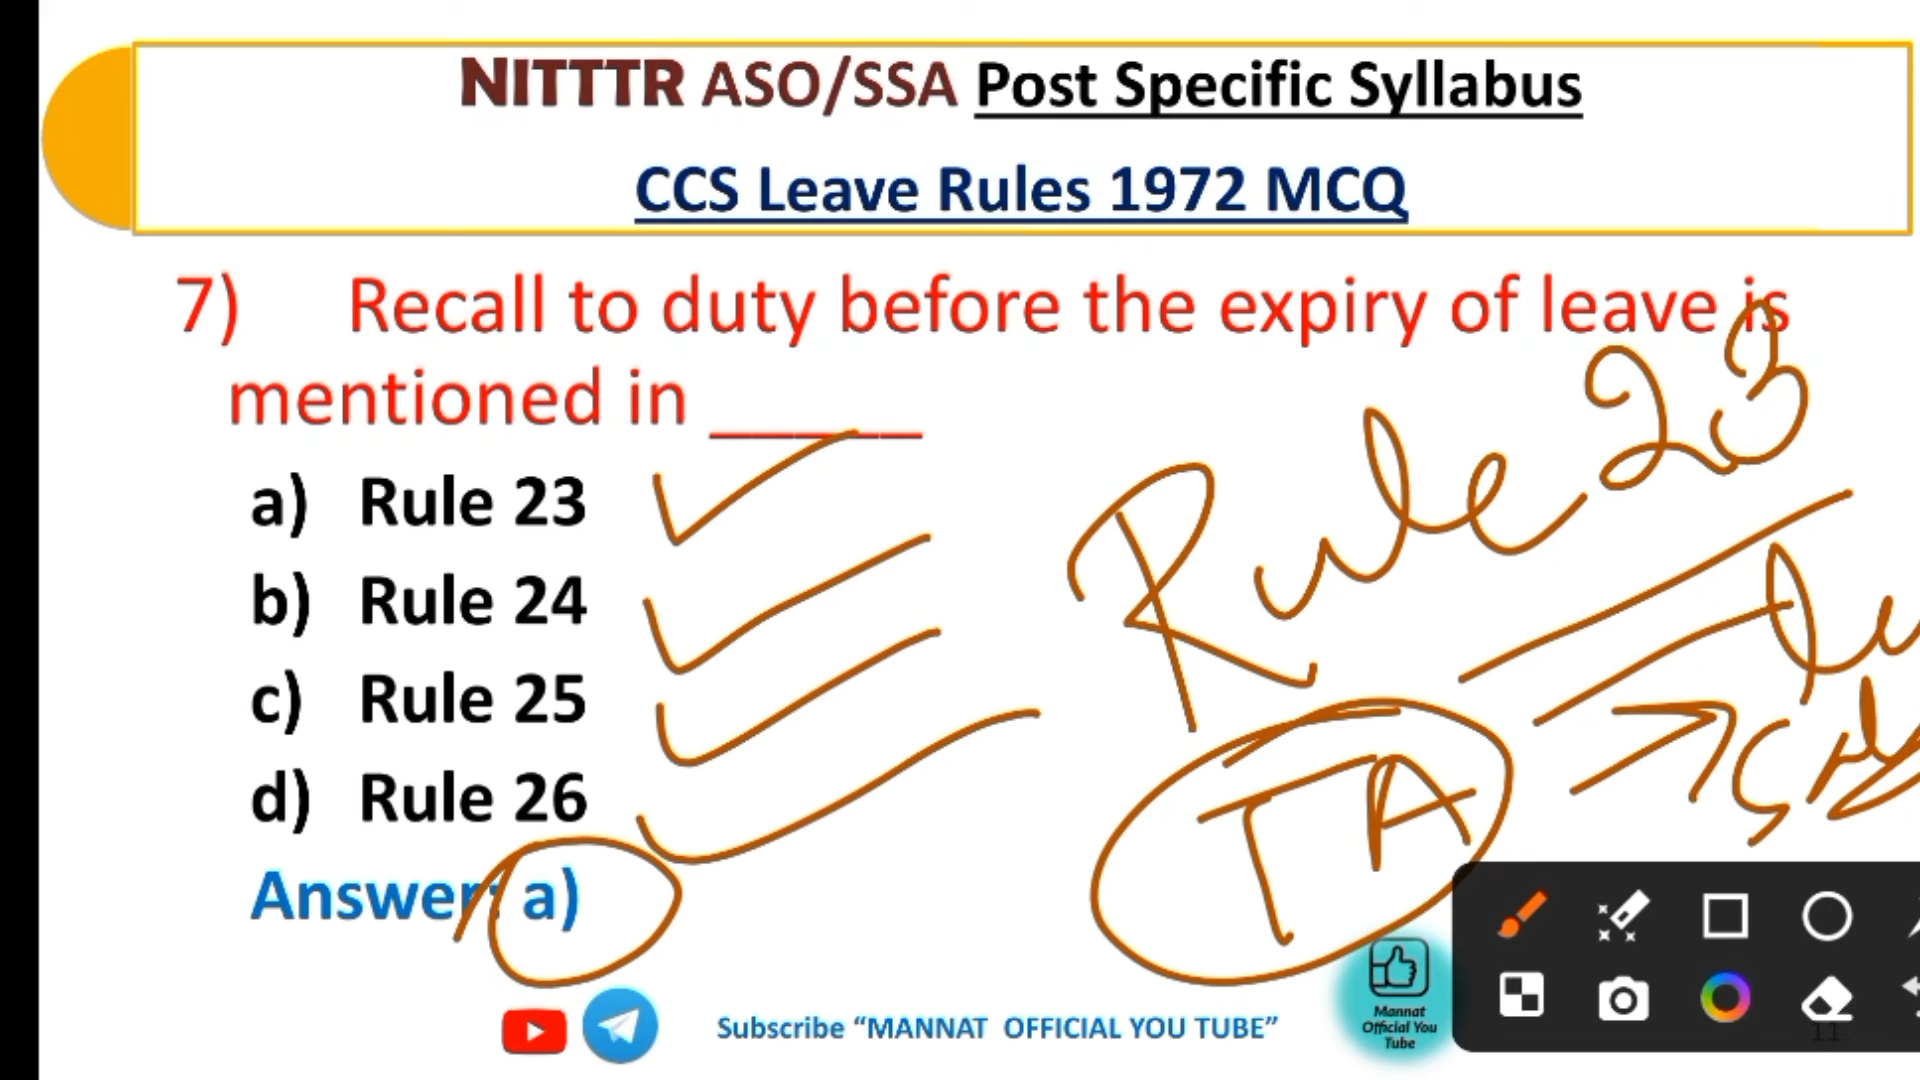 NITTTR ASO/SSA Post Specific Syllabus
CCS Leave Rules 1972 MCQ
7) Recall to duty before the expiry of leave is
mentioned in _____
a) Rule 23
b) Rule 24
c) Rule 25
d) Rule 26
Answer: a)
Rule 23
TA
Subscribe “MANNAT OFFICIAL YOU TUBE”
Mannat
Official You
Tube
11